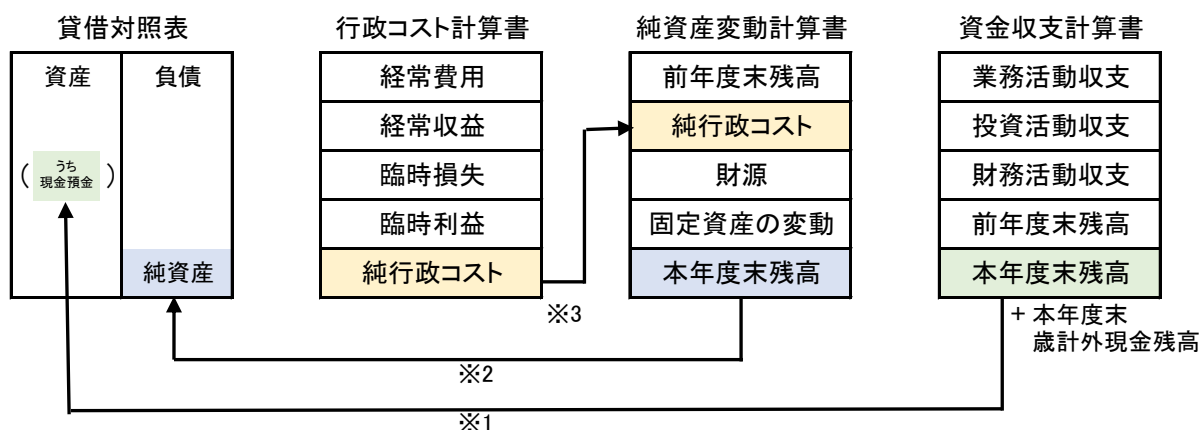 貸借対照表
資産
負債
(うち
現金預金)
純資産
行政コスト計算書
経常費用
経常収益
臨時損失
臨時利益
純行政コスト
純資産変動計算書
前年度末残高
純行政コスト
財源
固定資産の変動
本年度末残高
資金収支計算書
業務活動収支
投資活動収支
財務活動収支
前年度末残高
本年度末残高
+ 本年度末
歳計外現金残高
※3
※2
※1